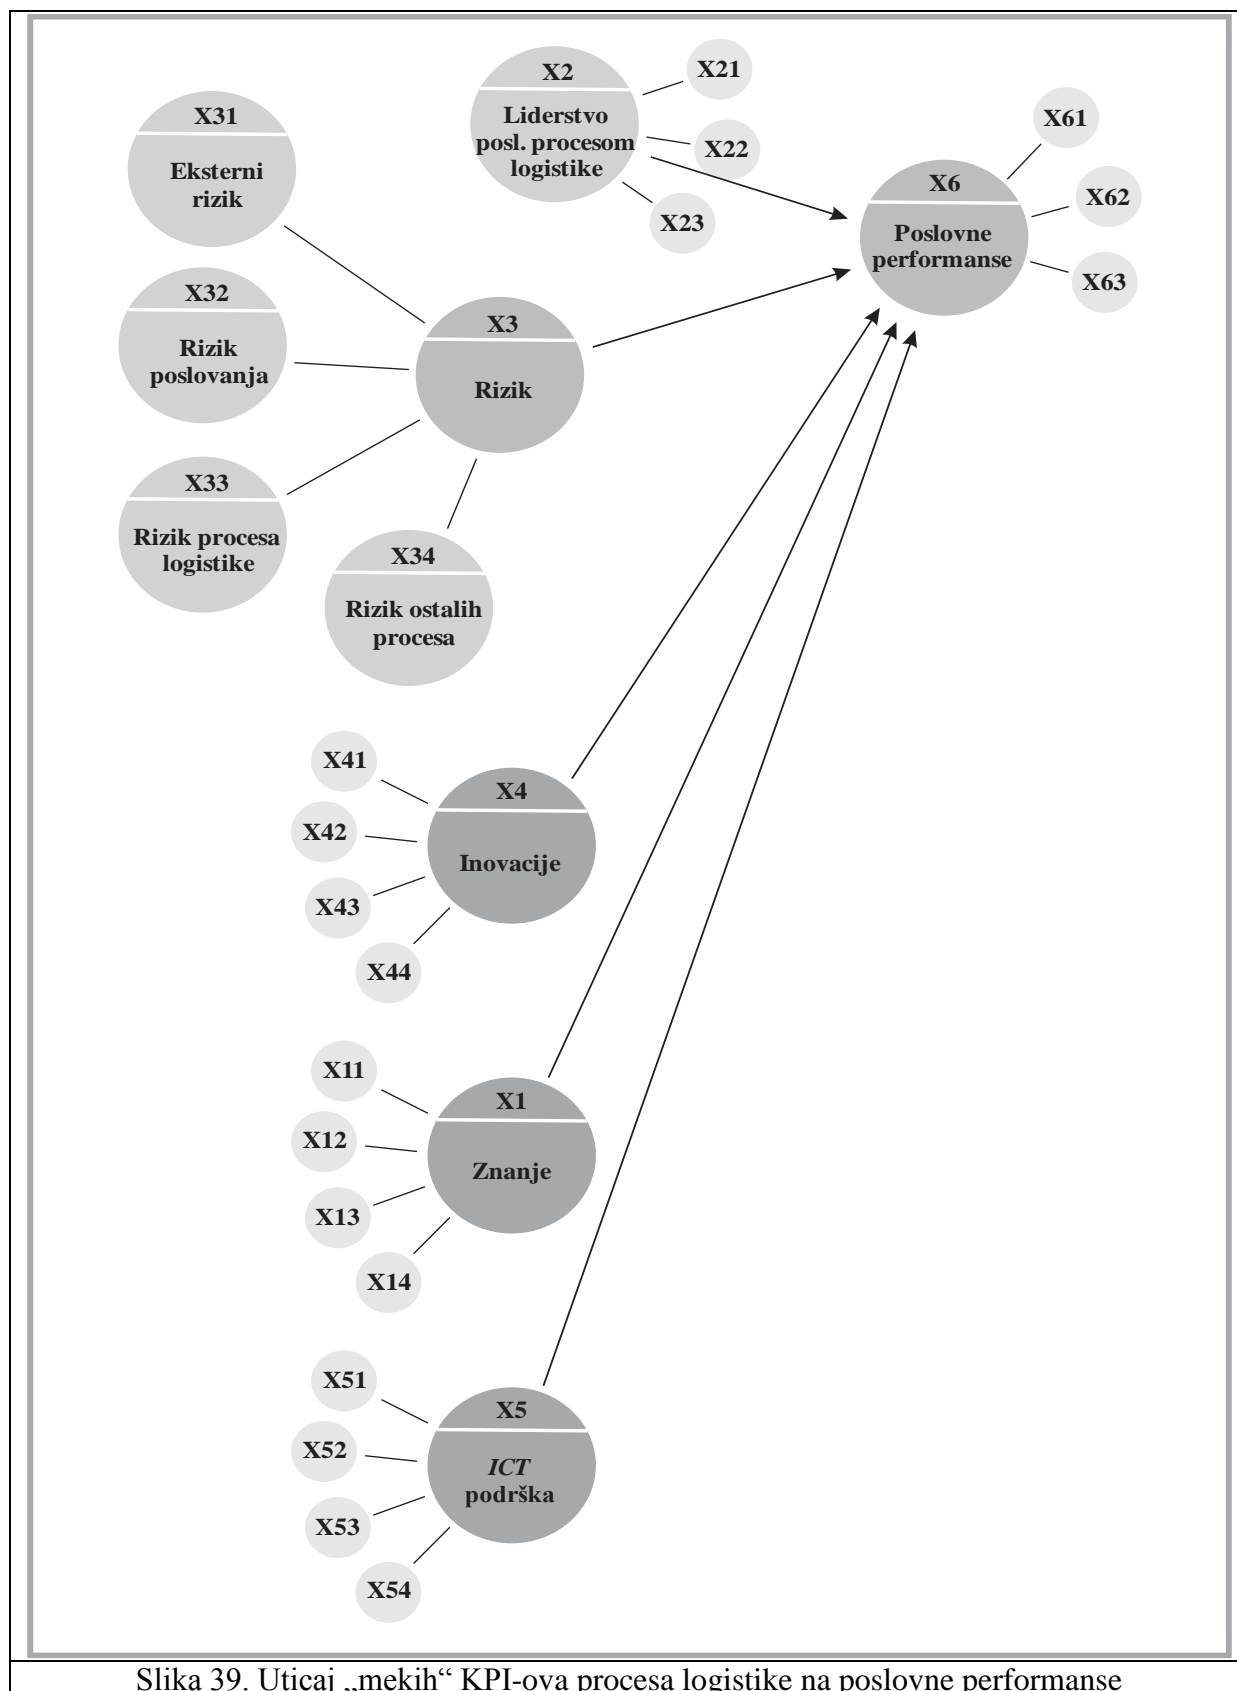 X2
Liderstvo
posl. procesom
logistike
X21
X22
X23
X31
Eksterni
rizik
X32
Rizik
poslovanja
X33
Rizik procesa
logistike
X34
Rizik ostalih
procesa
X3
Rizik
X6
Poslovne
performanse
X61
X62
X63
X41
X42
X43
X44
X4
Inovacije
X11
X12
X13
X14
X1
Znanje
X51
X52
X53
X54
X5
ICT
podrška
Slika 39. Uticaj „mekih“ KPI-ova procesa logistike na poslovne performanse